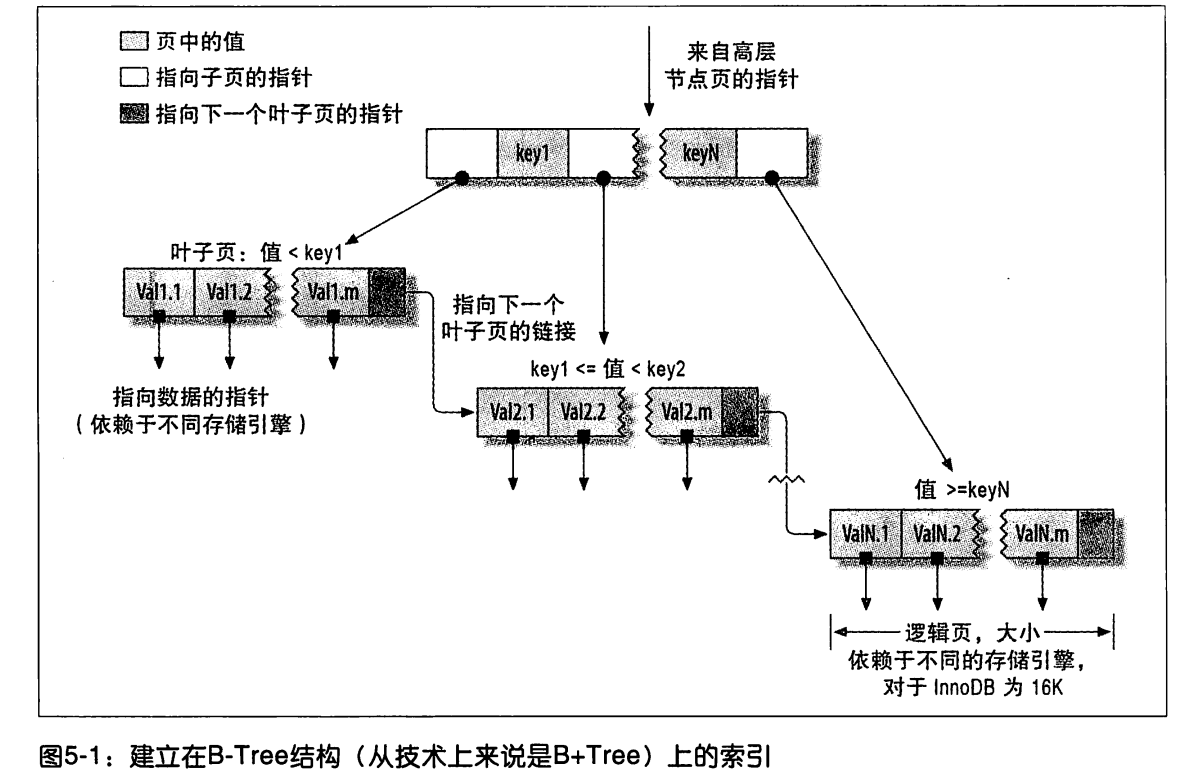 页中的值
指向子页的指针
指向下一个叶子页的指针
来自高层
节点页的指针
key1
keyN
叶子页：值 < key1
Val1.1
Val1.2
Val1.m
指向下一个
叶子页的链接
指向数据的指针
（依赖于不同存储引擎）
key1 <= 值 < key2
Val2.1
Val2.2
Val2.m
值 >=keyN
ValN.1
ValN.2
ValN.m
逻辑页，大小
依赖于不同的存储引擎，
对于 InnoDB 为 16K
图5-1：建立在B-Tree结构（从技术上来说是B+Tree）上的索引